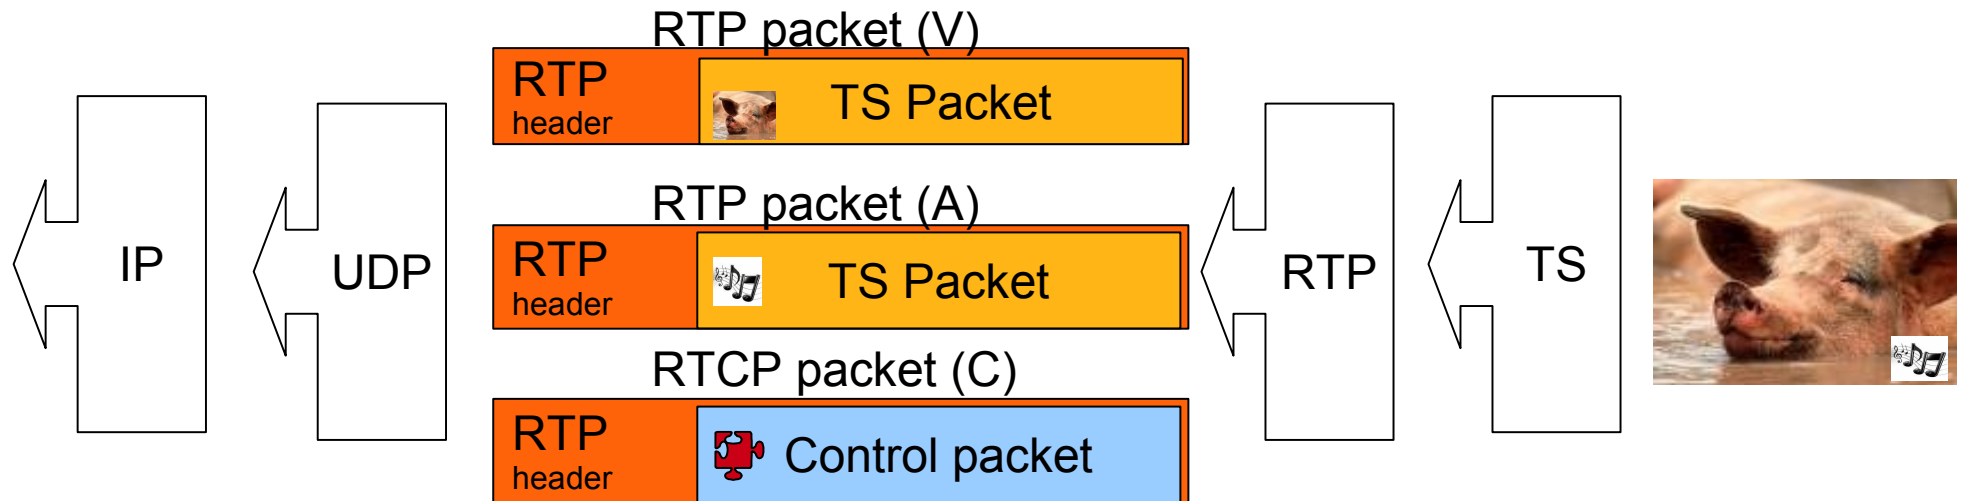 RTP packet (V)
RTP
header
TS Packet
RTP packet (A)
IP
UDP
RTP
header
TS Packet
RTP
TS
RTCP packet (C)
RTP
header
Control packet